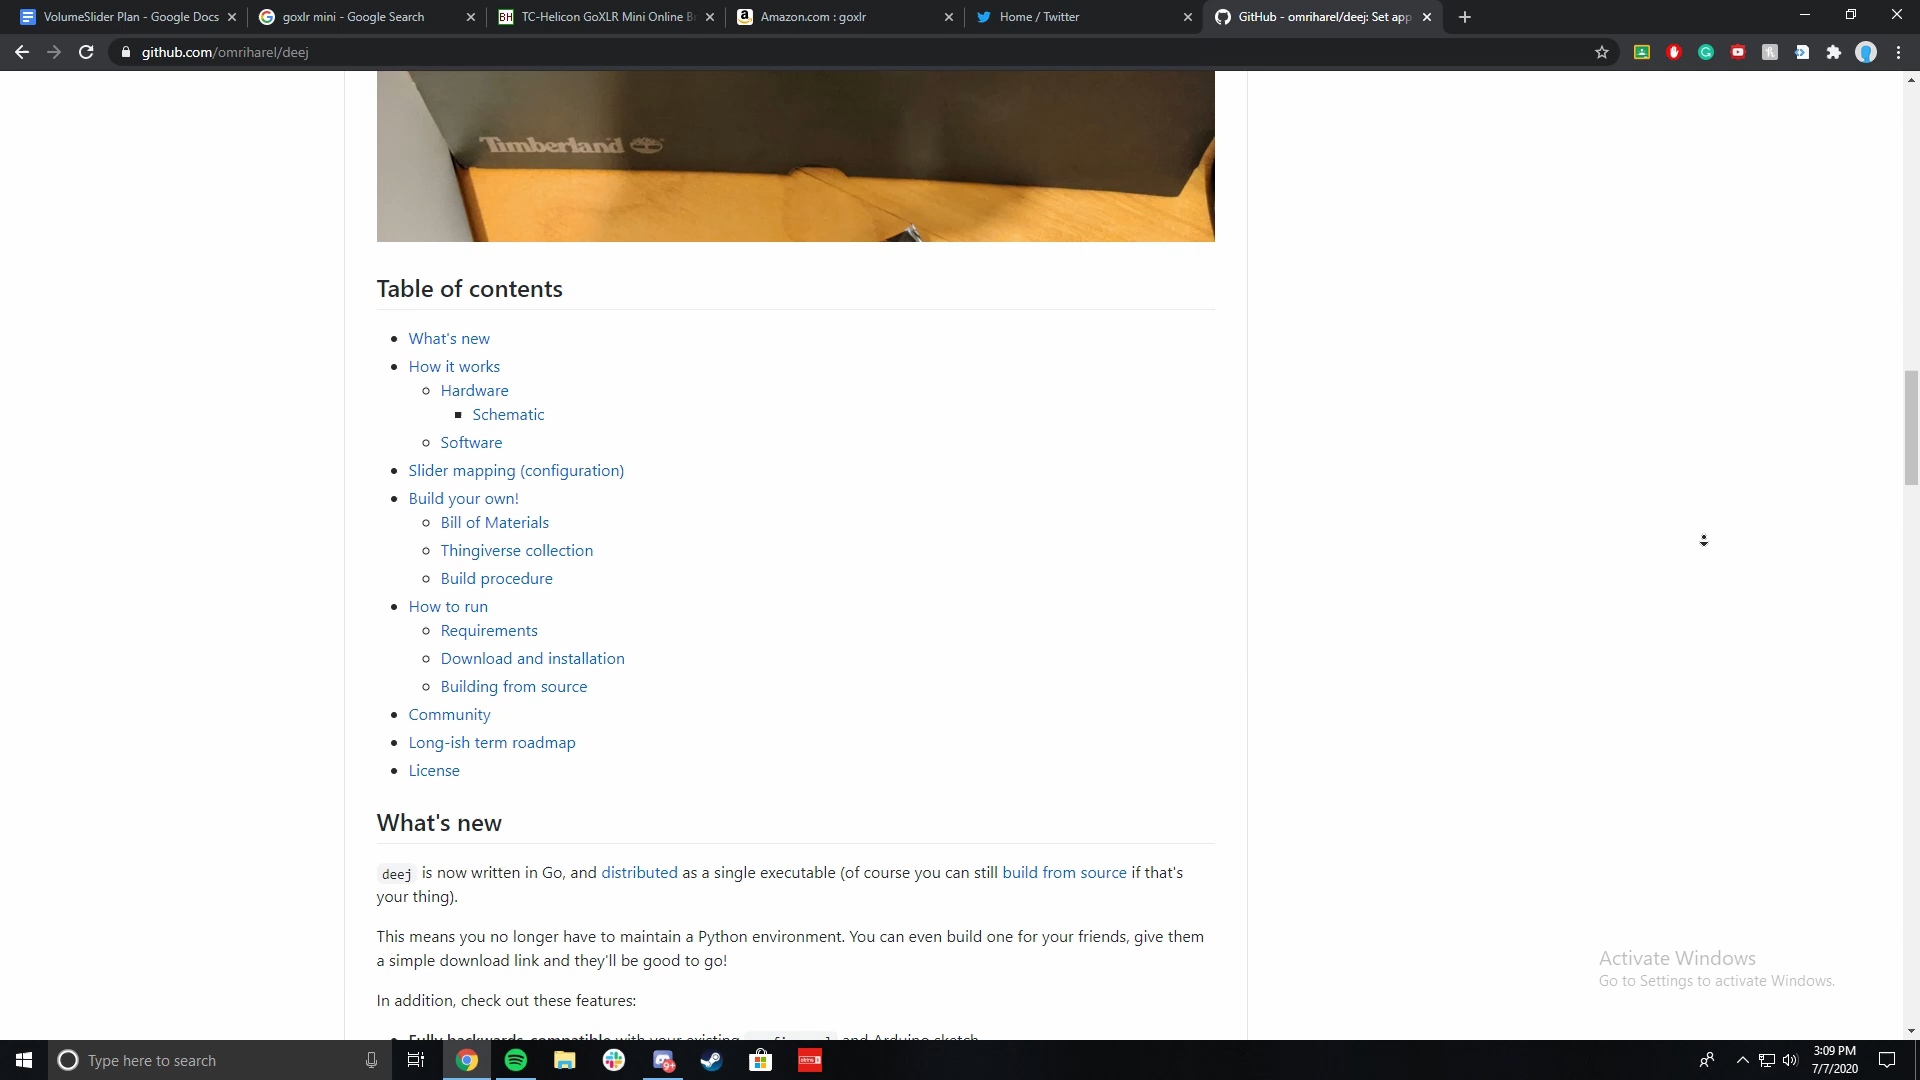 VolumeSlider Plan - Google Docs
goxlr mini - Google Search
TC-Helicon GoXLR Mini Online B
Amazon.com : goxlr
Home / Twitter
GitHub - omriharel/deej: Set app
github.com/omriharel/deej
Timberland
Table of contents
What's new
How it works
Hardware
Schematic
Software
Slider mapping (configuration)
Build your own!
Bill of Materials
Thingiverse collection
Build procedure
How to run
Requirements
Download and installation
Building from source
Community
Long-ish term roadmap
License
What's new
deej is now written in Go, and distributed as a single executable (of course you can still build from source if that's
your thing).
This means you no longer have to maintain a Python environment. You can even build one for your friends, give them
a simple download link and they'll be good to go!
In addition, check out these features:
Fully backwards-compatible with your existing and Arduino sketch
Activate Windows
Go to Settings to activate Windows.
Type here to search
3:09 PM
7/7/2020